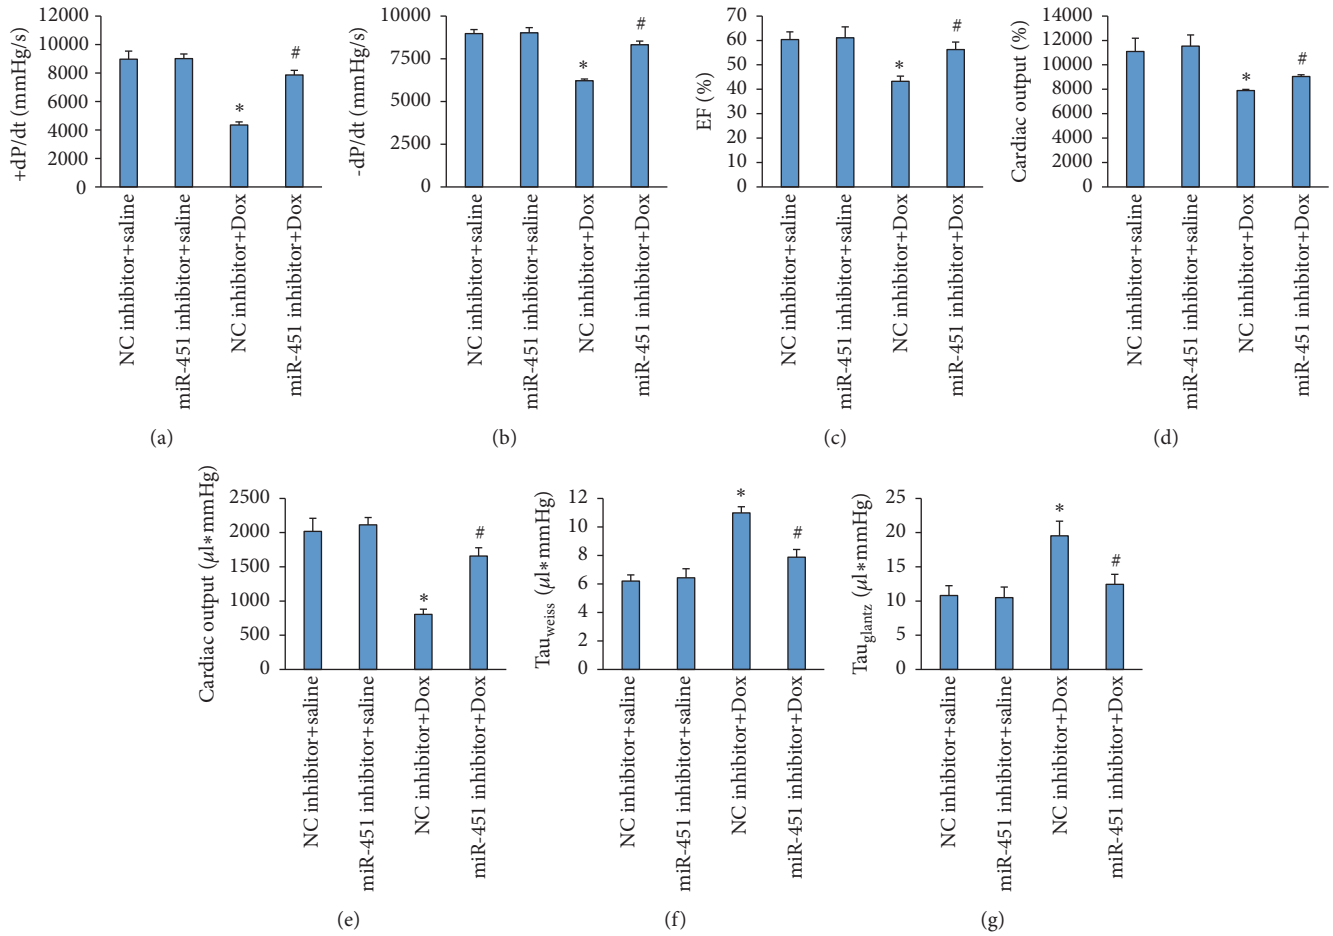 +dP/dt (mmHg/s)
12000
10000
8000
6000
4000
2000
0
*
#
NC inhibitor+saline
miR-451 inhibitor+saline
NC inhibitor+Dox
miR-451 inhibitor+Dox
(a)
-dP/dt (mmHg/s)
10000
7500
5000
2500
0
*
#
NC inhibitor+saline
miR-451 inhibitor+saline
NC inhibitor+Dox
miR-451 inhibitor+Dox
(b)
EF (%)
70
60
50
40
30
20
10
0
*
#
NC inhibitor+saline
miR-451 inhibitor+saline
NC inhibitor+Dox
miR-451 inhibitor+Dox
(c)
Cardiac output (%)
14000
12000
10000
8000
6000
4000
2000
0
*
#
NC inhibitor+saline
miR-451 inhibitor+saline
NC inhibitor+Dox
miR-451 inhibitor+Dox
(d)
Cardiac output (μl∗mmHg)
2500
2000
1500
1000
500
0
*
#
NC inhibitor+saline
miR-451 inhibitor+saline
NC inhibitor+Dox
miR-451 inhibitor+Dox
(e)
Tauweiss (μl∗mmHg)
12
10
8
6
4
2
0
*
#
NC inhibitor+saline
miR-451 inhibitor+saline
NC inhibitor+Dox
miR-451 inhibitor+Dox
(f)
Tauglantz (μl∗mmHg)
25
20
15
10
5
0
*
#
NC inhibitor+saline
miR-451 inhibitor+saline
NC inhibitor+Dox
miR-451 inhibitor+Dox
(g)